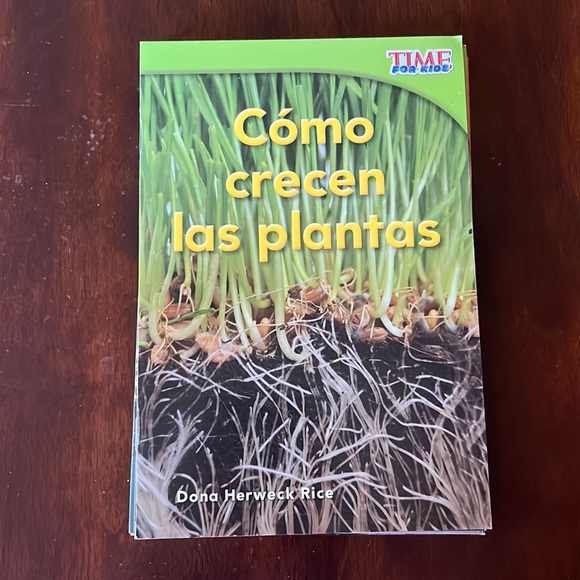 TIME
FOR KIDS
Cómo
crecen
las plantas
Dona Herweck Rice